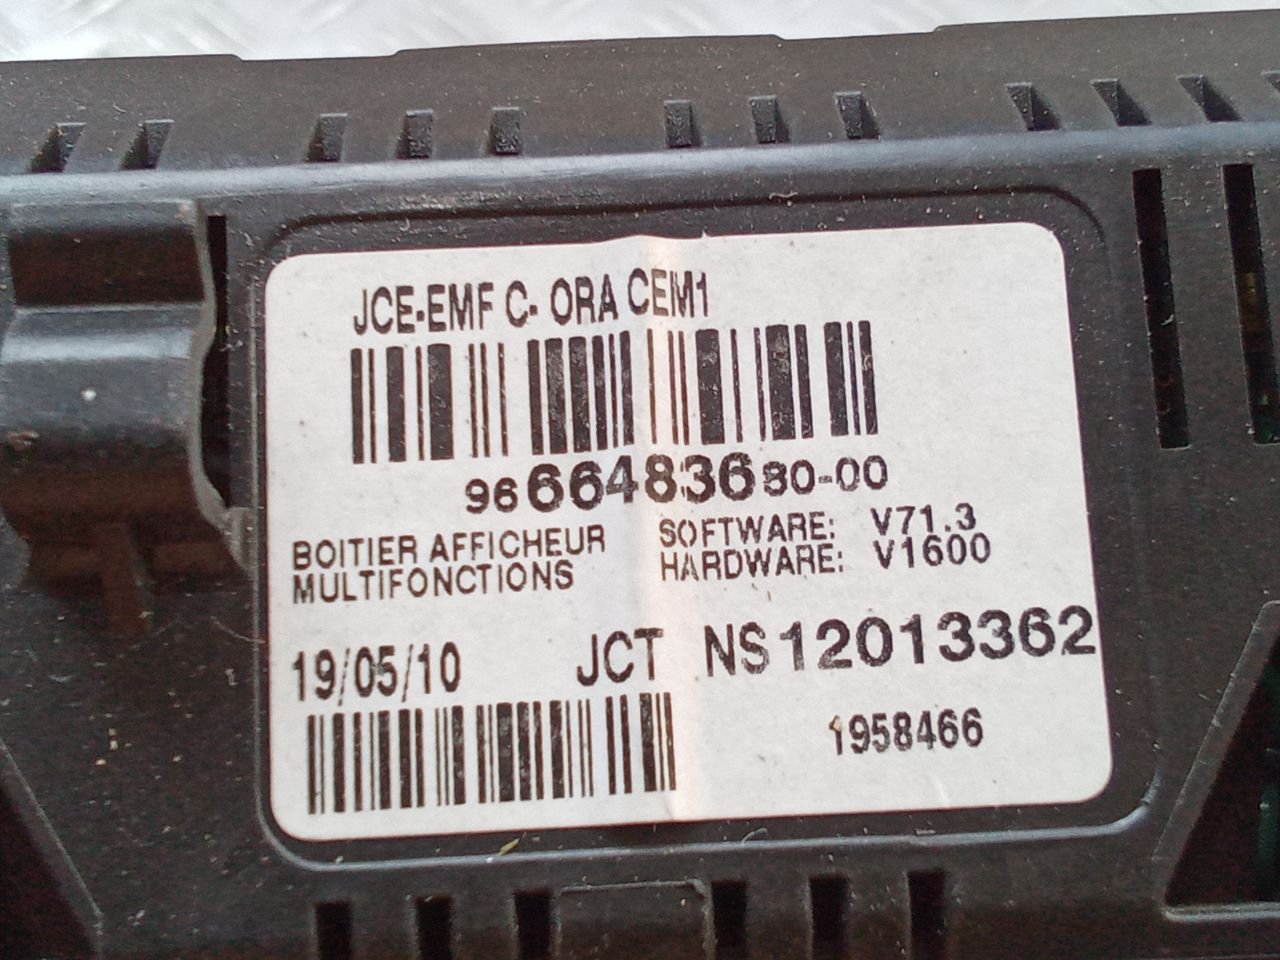 JCE-EMF C- ORA CEM1
9666483680-00
BOITIER AFFICHEUR SOFTWARE: V71.3
MULTIFONCTIONS HARDWARE: V1600
19/05/10 JCT NS12013362
1958466